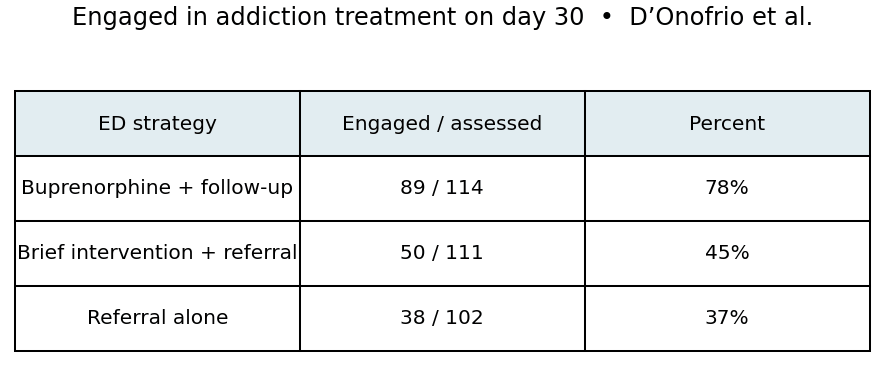 Engaged in addiction treatment on day 30 • D’Onofrio et al.
ED strategy Engaged / assessed Percent
Buprenorphine + follow-up 89 / 114 78%
Brief intervention + referral 50 / 111 45%
Referral alone 38 / 102 37%